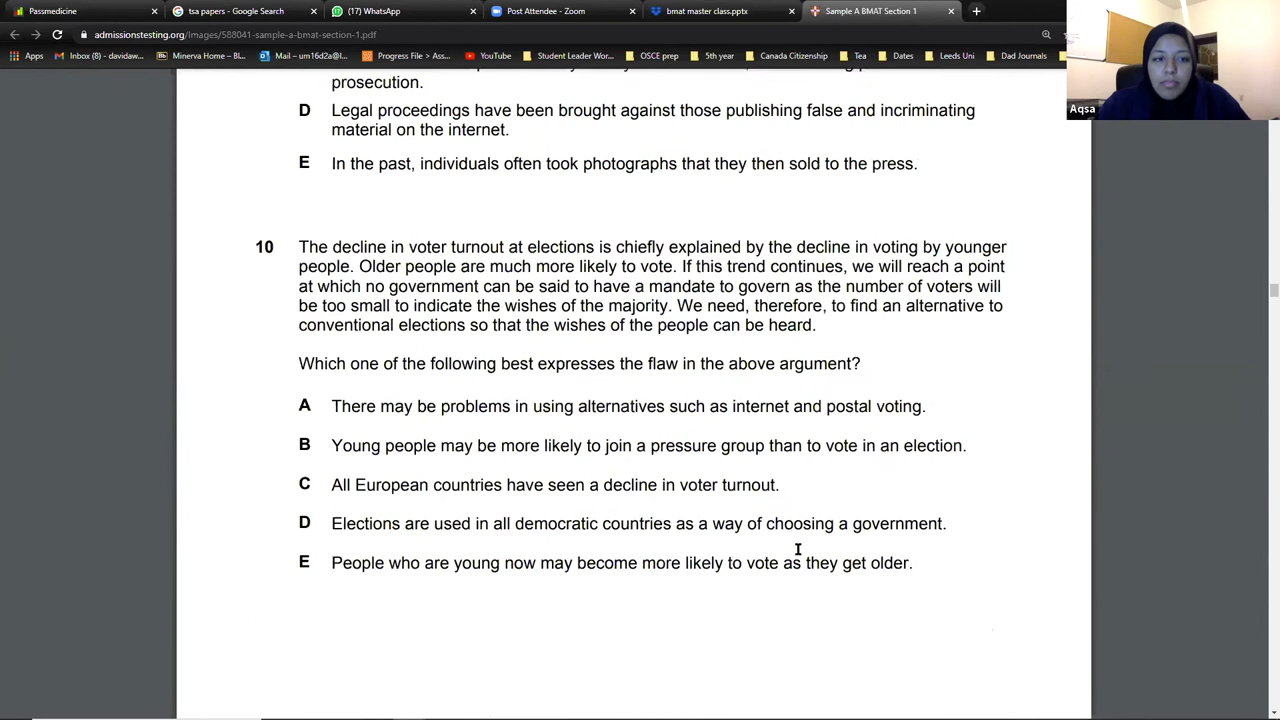 Passmedicine
tsa papers - Google Search
(17) WhatsApp
Post Attendee - Zoom
bmat master class.pptx
Sample A BMAT Section 1
admissionstesting.org/Images/588041-sample-a-bmat-section-1.pdf
Apps
Inbox (8) - davidaw...
Minerva Home – Bl...
Mail – um16d2a@l...
Progress File > Ass...
YouTube
Student Leader Wor...
OSCE prep
5th year
Canada Citizenship
Tea
Dates
Leeds Uni
Dad Journals
Aqsa
prosecution.
D Legal proceedings have been brought against those publishing false and incriminating
material on the internet.
E In the past, individuals often took photographs that they then sold to the press.
10 The decline in voter turnout at elections is chiefly explained by the decline in voting by younger
people. Older people are much more likely to vote. If this trend continues, we will reach a point
at which no government can be said to have a mandate to govern as the number of voters will
be too small to indicate the wishes of the majority. We need, therefore, to find an alternative to
conventional elections so that the wishes of the people can be heard.
Which one of the following best expresses the flaw in the above argument?
A There may be problems in using alternatives such as internet and postal voting.
B Young people may be more likely to join a pressure group than to vote in an election.
C All European countries have seen a decline in voter turnout.
D Elections are used in all democratic countries as a way of choosing a government.
E People who are young now may become more likely to vote as they get older.